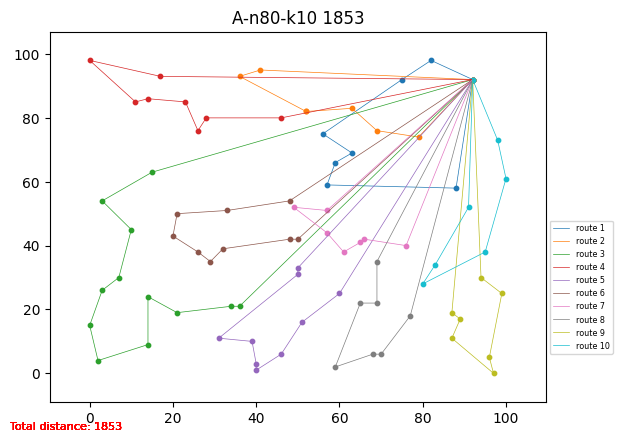 A-n80-k10 1853
100
80
60
40
20
0
0
20
40
60
80
100
route 1
route 2
route 3
route 4
route 5
route 6
route 7
route 8
route 9
route 10
Total distance: 1853